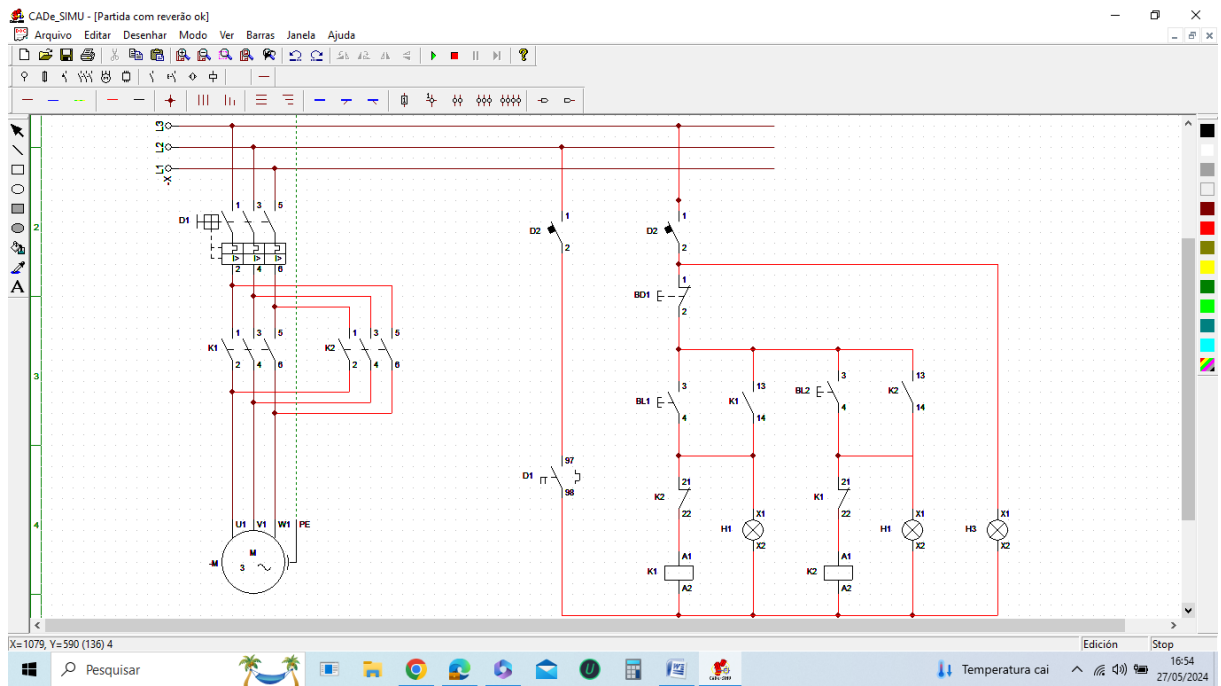 CADe_SIMU - [Partida com reverão ok]
Arquivo Editar Desenhar Modo Ver Barras Janela Ajuda
L3
L2
L1
-X
2
3
4
D1
1 3 5
I> I> I>
2 4 6
D2
1
2
D2
1
2
BD1
1
2
K1
1 3 5
2 4 6
K2
1 3 5
2 4 6
BL1
3
4
K1
13
14
BL2
3
4
K2
13
14
D1
97
98
K2
21
22
K1
21
22
H1
X1
X2
H1
X1
X2
H3
X1
X2
U1 V1 W1 PE
-M
M
3
K1
A1
A2
K2
A1
A2
A
X=1079, Y=590 (136) 4
Edición
Stop
Pesquisar
Temperatura cai
16:54
27/05/2024